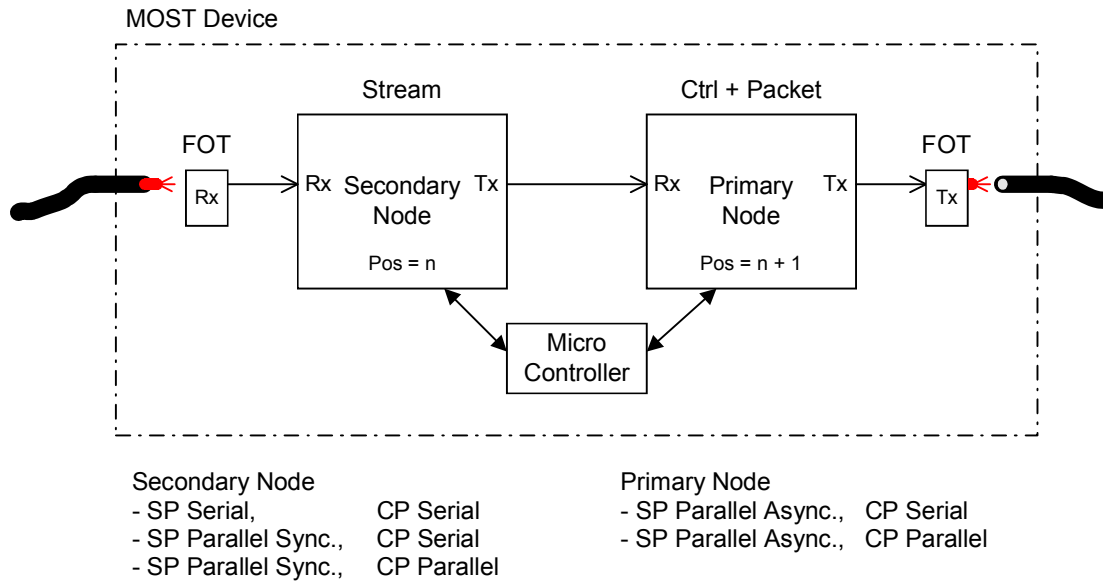 MOST Device
Stream
Ctrl + Packet
FOT
FOT
Rx
Rx
Secondary
Node
Tx
Pos = n
Rx
Primary
Node
Tx
Pos = n + 1
Tx
Micro
Controller
Secondary Node
- SP Serial, CP Serial
- SP Parallel Sync., CP Serial
- SP Parallel Sync., CP Parallel
Primary Node
- SP Parallel Async., CP Serial
- SP Parallel Async., CP Parallel